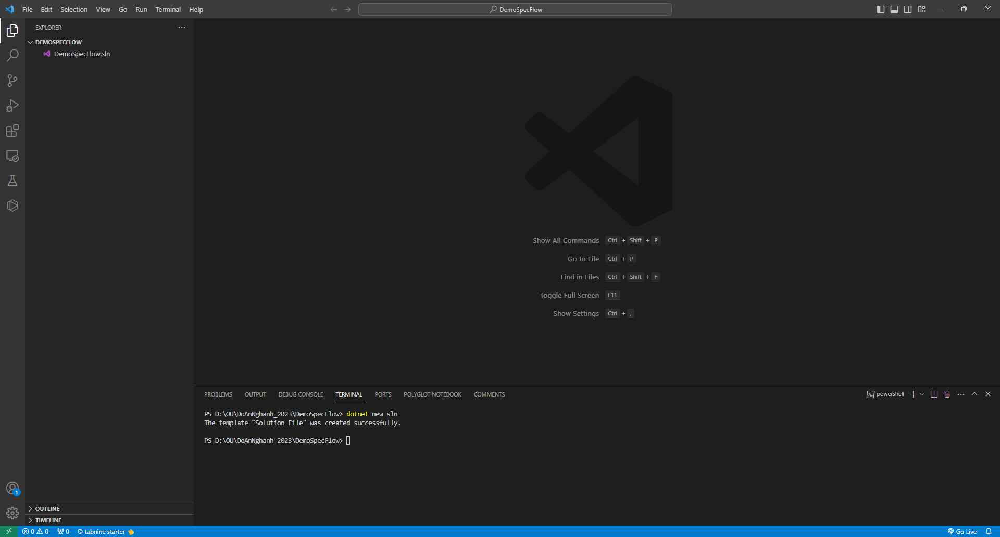 File Edit Selection View Go Run Terminal Help
DemoSpecFlow
EXPLORER
DEMOSPECFLOW
DemoSpecFlow.sln
Show All Commands Ctrl + Shift + P
Go to File Ctrl + P
Find in Files Ctrl + Shift + F
Toggle Full Screen F11
Show Settings Ctrl + ,
PROBLEMS OUTPUT DEBUG CONSOLE TERMINAL PORTS POLYGLOT NOTEBOOK COMMENTS
powershell
PS D:\OU\DoAnNghanh_2023\DemoSpecFlow> dotnet new sln
The template "Solution File" was created successfully.
PS D:\OU\DoAnNghanh_2023\DemoSpecFlow>
1
OUTLINE
TIMELINE
0 0 0 tabnine starter Go Live